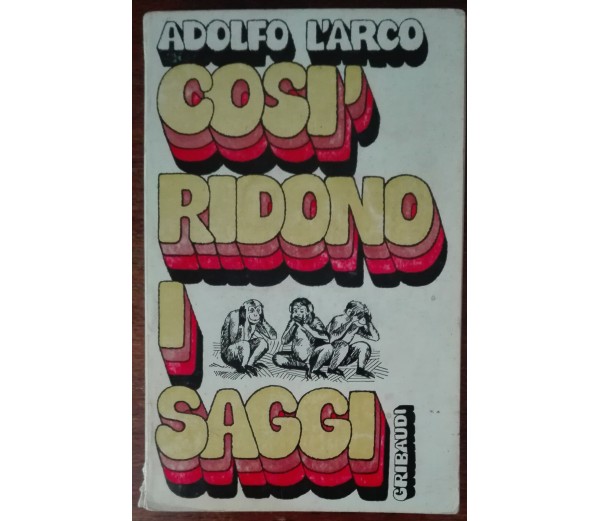 ADOLFO L'ARCO
COSI'
RIDONO
I
SAGGI
GRIBAUDI